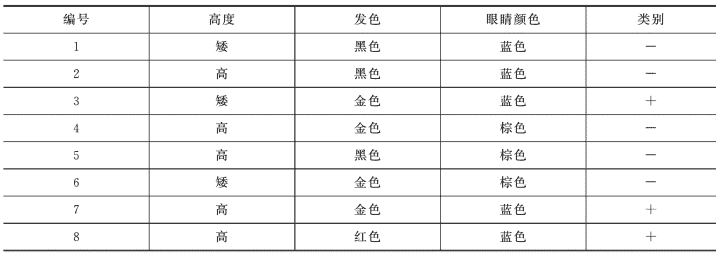 编号 高度 发色 眼睛颜色 类别
1 矮 黑色 蓝色 −
2 高 黑色 蓝色 −
3 矮 金色 蓝色 +
4 高 金色 棕色 −
5 高 黑色 棕色 −
6 矮 金色 棕色 −
7 高 金色 蓝色 +
8 高 红色 蓝色 +